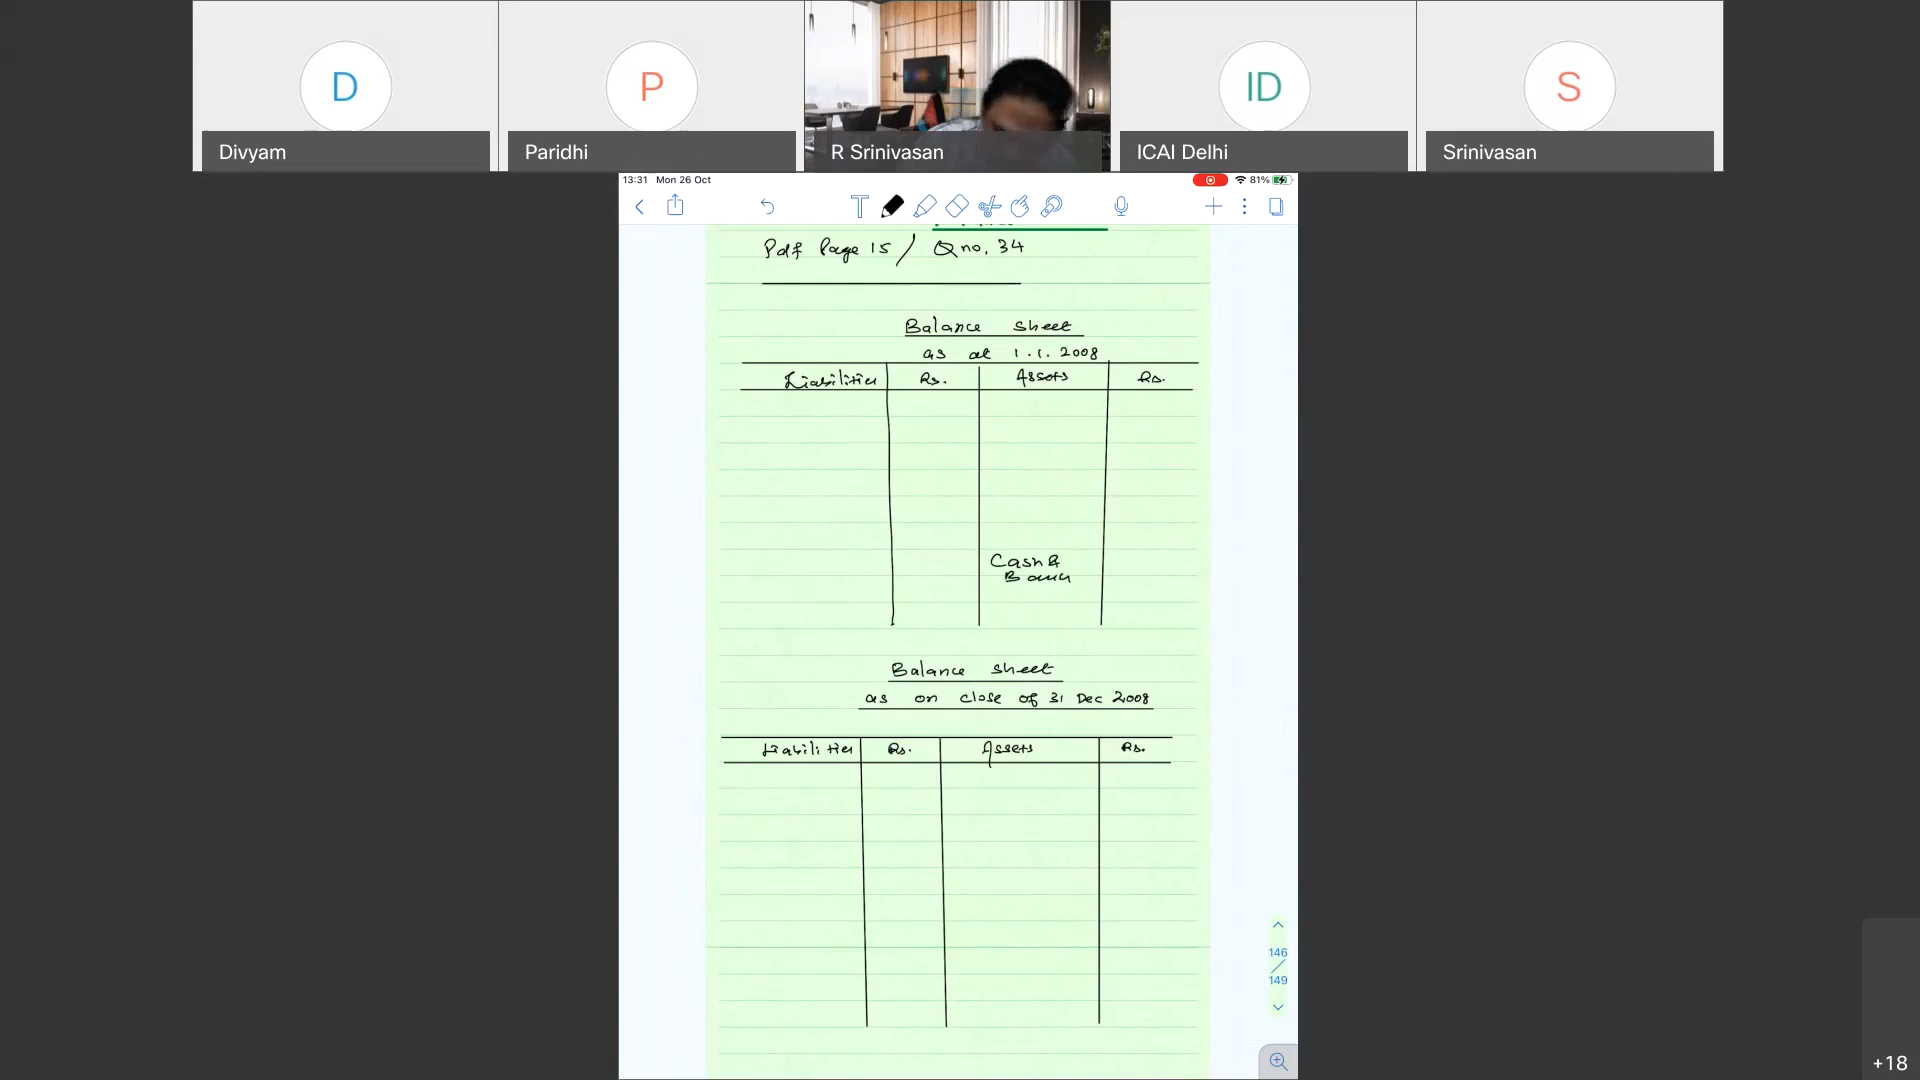 D
P
ID
S
Divyam
Paridhi
R Srinivasan
ICAI Delhi
Srinivasan
13:31 Mon 26 Oct
81%
T
Pdf Page 15 / Q no. 34
Balance Sheet
as at 1.1.2008
Liabilities Rs. Assets Rs.
Cash &
Bank
Balance Sheet
as on close of 31 Dec 2008
Liabilities Rs. Assets Rs.
146
149
+18